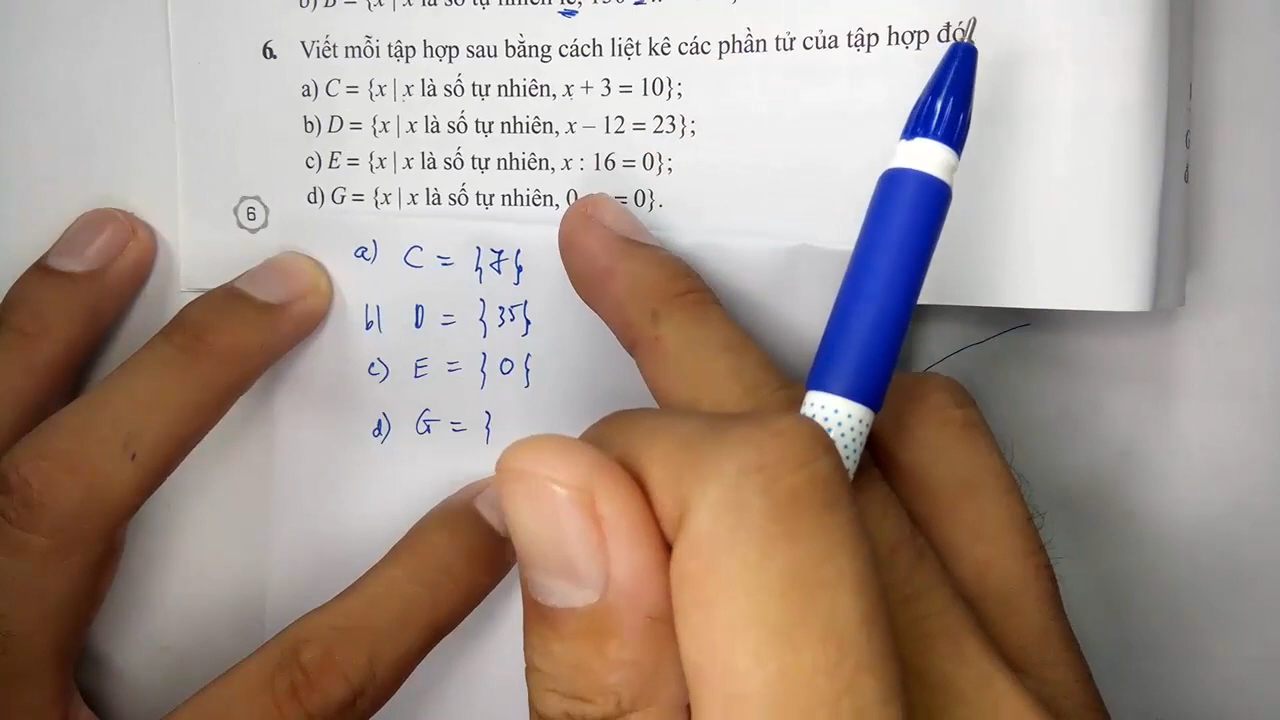 6. Viết mỗi tập hợp sau bằng cách liệt kê các phần tử của tập hợp đó
a) C = {x | x là số tự nhiên, x + 3 = 10};
b) D = {x | x là số tự nhiên, x – 12 = 23};
c) E = {x | x là số tự nhiên, x : 16 = 0};
d) G = {x | x là số tự nhiên, 0 = 0}.
6
a) C = {7}
b) D = {35}
c) E = {0}
d) G = {